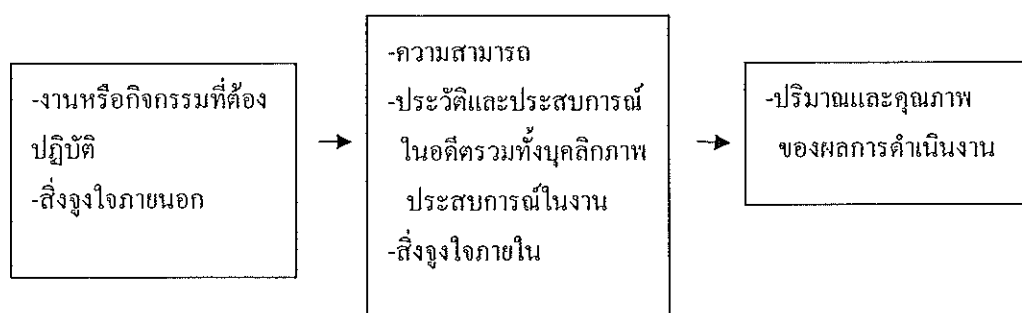 -งานหรือกิจกรรมที่ต้อง
ปฏิบัติ
-สิ่งจูงใจภายนอก
-ความสามารถ
-ประวัติและประสบการณ์
ในอดีตรวมทั้งบุคลิกภาพ
ประสบการณ์ในงาน
-สิ่งจูงใจภายใน
-ปริมาณและคุณภาพ
ของผลการดำเนินงาน